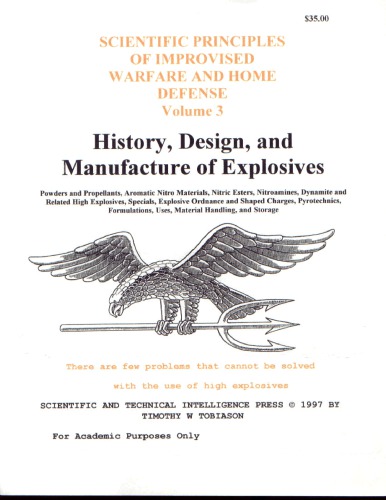 $35.00
SCIENTIFIC PRINCIPLES
OF IMPROVISED
WARFARE AND HOME
DEFENSE
Volume 3
History, Design, and
Manufacture of Explosives
Powders and Propellants, Aromatic Nitro Materials, Nitric Esters, Nitroamines, Dynamite and
Related High Explosives, Specials, Explosive Ordnance and Shaped Charges, Pyrotechnics,
Formulations, Uses, Material Handling, and Storage
There are few problems that cannot be solved
with the use of high explosives
SCIENTIFIC AND TECHNICAL INTELLIGENCE PRESS © 1997 BY
TIMOTHY W TOBIASON
For Academic Purposes Only